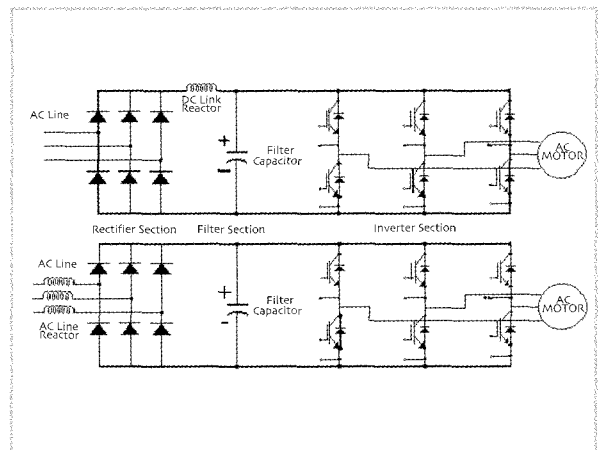 DC Link
Reactor
AC Line
+
-
Filter
Capacitor
AC
MOTOR
Rectifier Section
Filter Section
Inverter Section
AC Line
AC Line
Reactor
+
-
Filter
Capacitor
AC
MOTOR